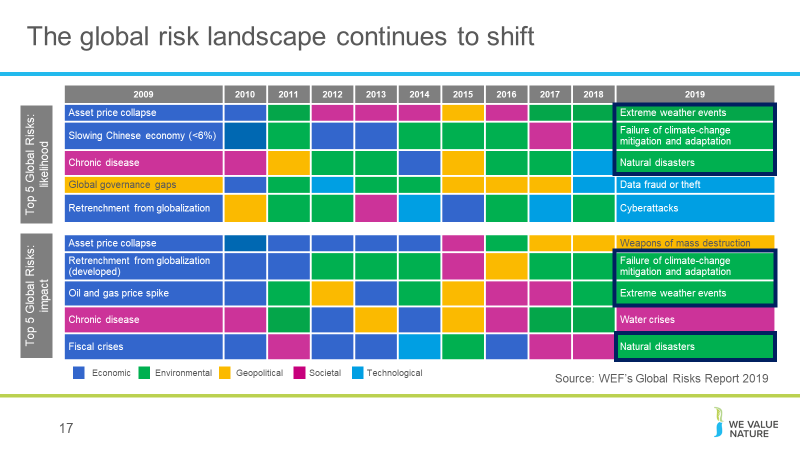 The global risk landscape continues to shift
2009 2010 2011 2012 2013 2014 2015 2016 2017 2018 2019
Top 5 Global Risks:
likelihood
Asset price collapse Extreme weather events
Slowing Chinese economy (<6%) Failure of climate-change
mitigation and adaptation
Chronic disease Natural disasters
Global governance gaps Data fraud or theft
Retrenchment from globalization Cyberattacks
Top 5 Global Risks:
impact
Asset price collapse Weapons of mass destruction
Retrenchment from globalization Failure of climate-change
(developed) mitigation and adaptation
Oil and gas price spike Extreme weather events
Chronic disease Water crises
Fiscal crises Natural disasters
Economic Environmental Geopolitical Societal Technological
Source: WEF's Global Risks Report 2019
17
WE VALUE
NATURE